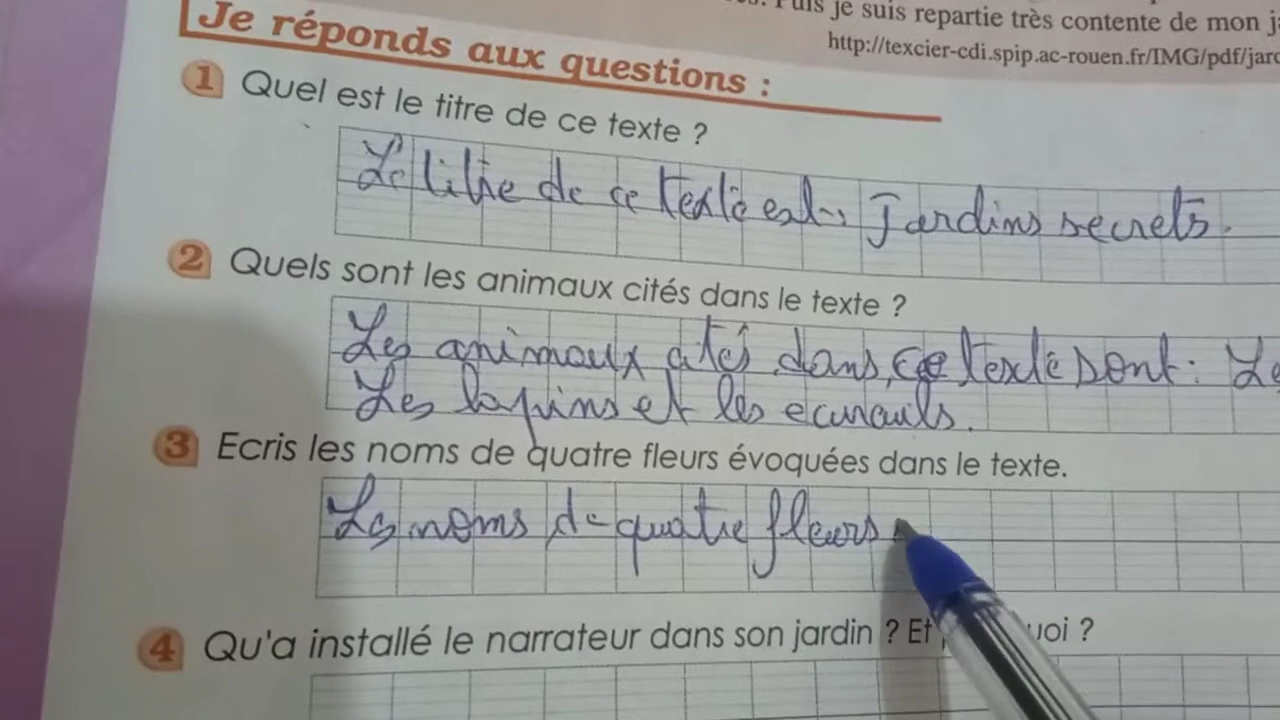 Puis je suis repartie très contente de mon
http://texcier-cdi.spip.ac-rouen.fr/IMG/pdf/jard
Je réponds aux questions :
1 Quel est le titre de ce texte ?
Le titre de ce texte est : Jardins secrets.
2 Quels sont les animaux cités dans le texte ?
Les animaux cités dans ce texte sont : Le
Les lapins et les ecureuils.
3 Ecris les noms de quatre fleurs évoquées dans le texte.
Les noms de quatre fleurs
4 Qu'a installé le narrateur dans son jardin ? Et uoi ?